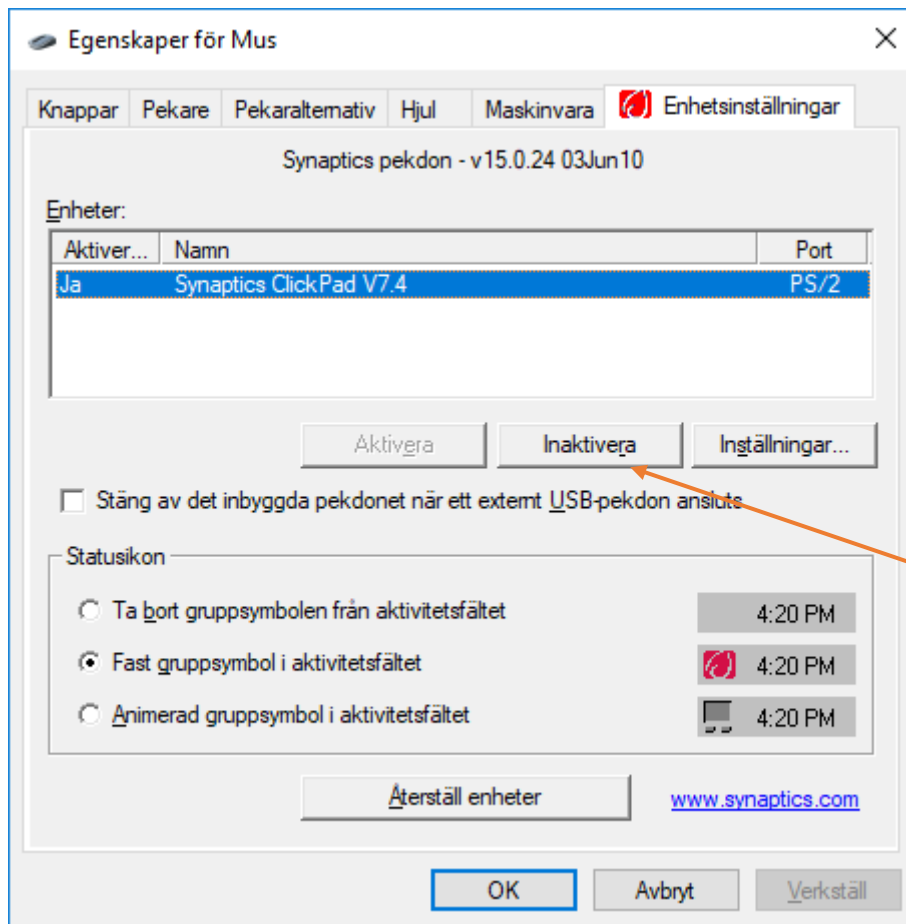 Egenskaper för Mus
Knappar Pekare Pekaralternativ Hjul Maskinvara Enhetsinställningar
Synaptics pekdon - v15.0.24 03Jun10
Enheter:
Aktiver... Namn Port
Ja Synaptics ClickPad V7.4 PS/2
Aktivera Inaktivera Inställningar...
Stäng av det inbyggda pekdonet när ett externt USB-pekdon ansluts
Statusikon
Ta bort gruppsymbolen från aktivitetsfältet 4:20 PM
Fast gruppsymbol i aktivitetsfältet 4:20 PM
Animerad gruppsymbol i aktivitetsfältet 4:20 PM
Återställ enheter www.synaptics.com
OK Avbryt Verkställ